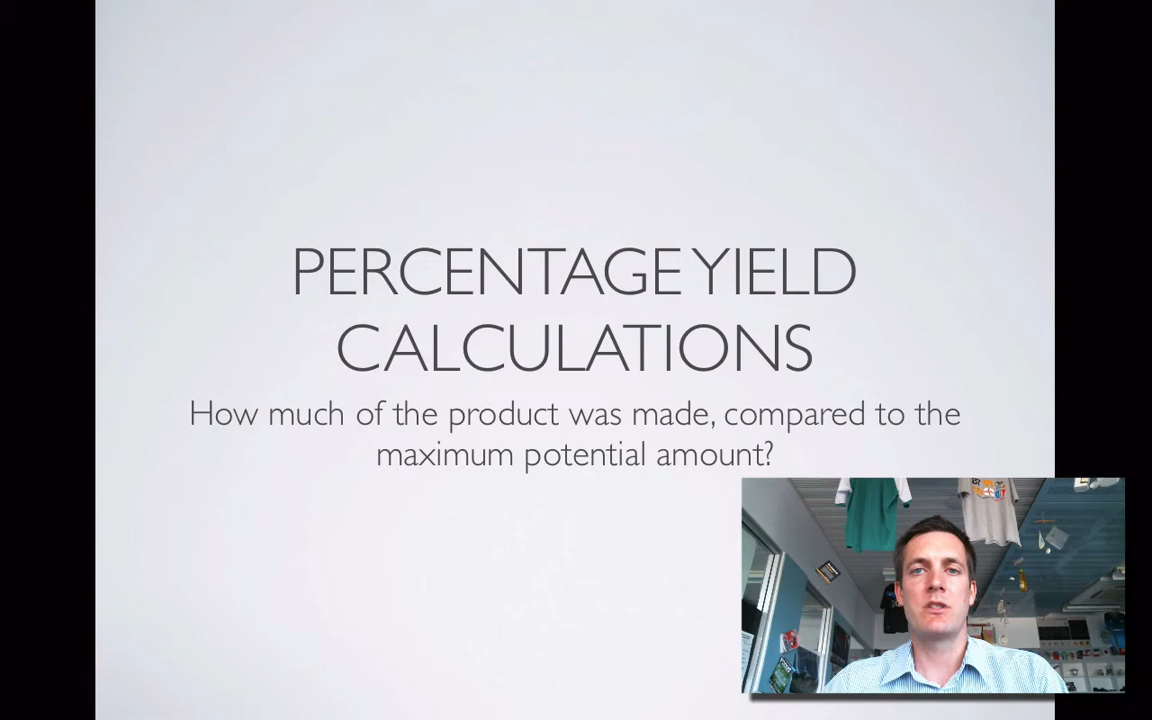 PERCENTAGE YIELD
CALCULATIONS
How much of the product was made, compared to the
maximum potential amount?